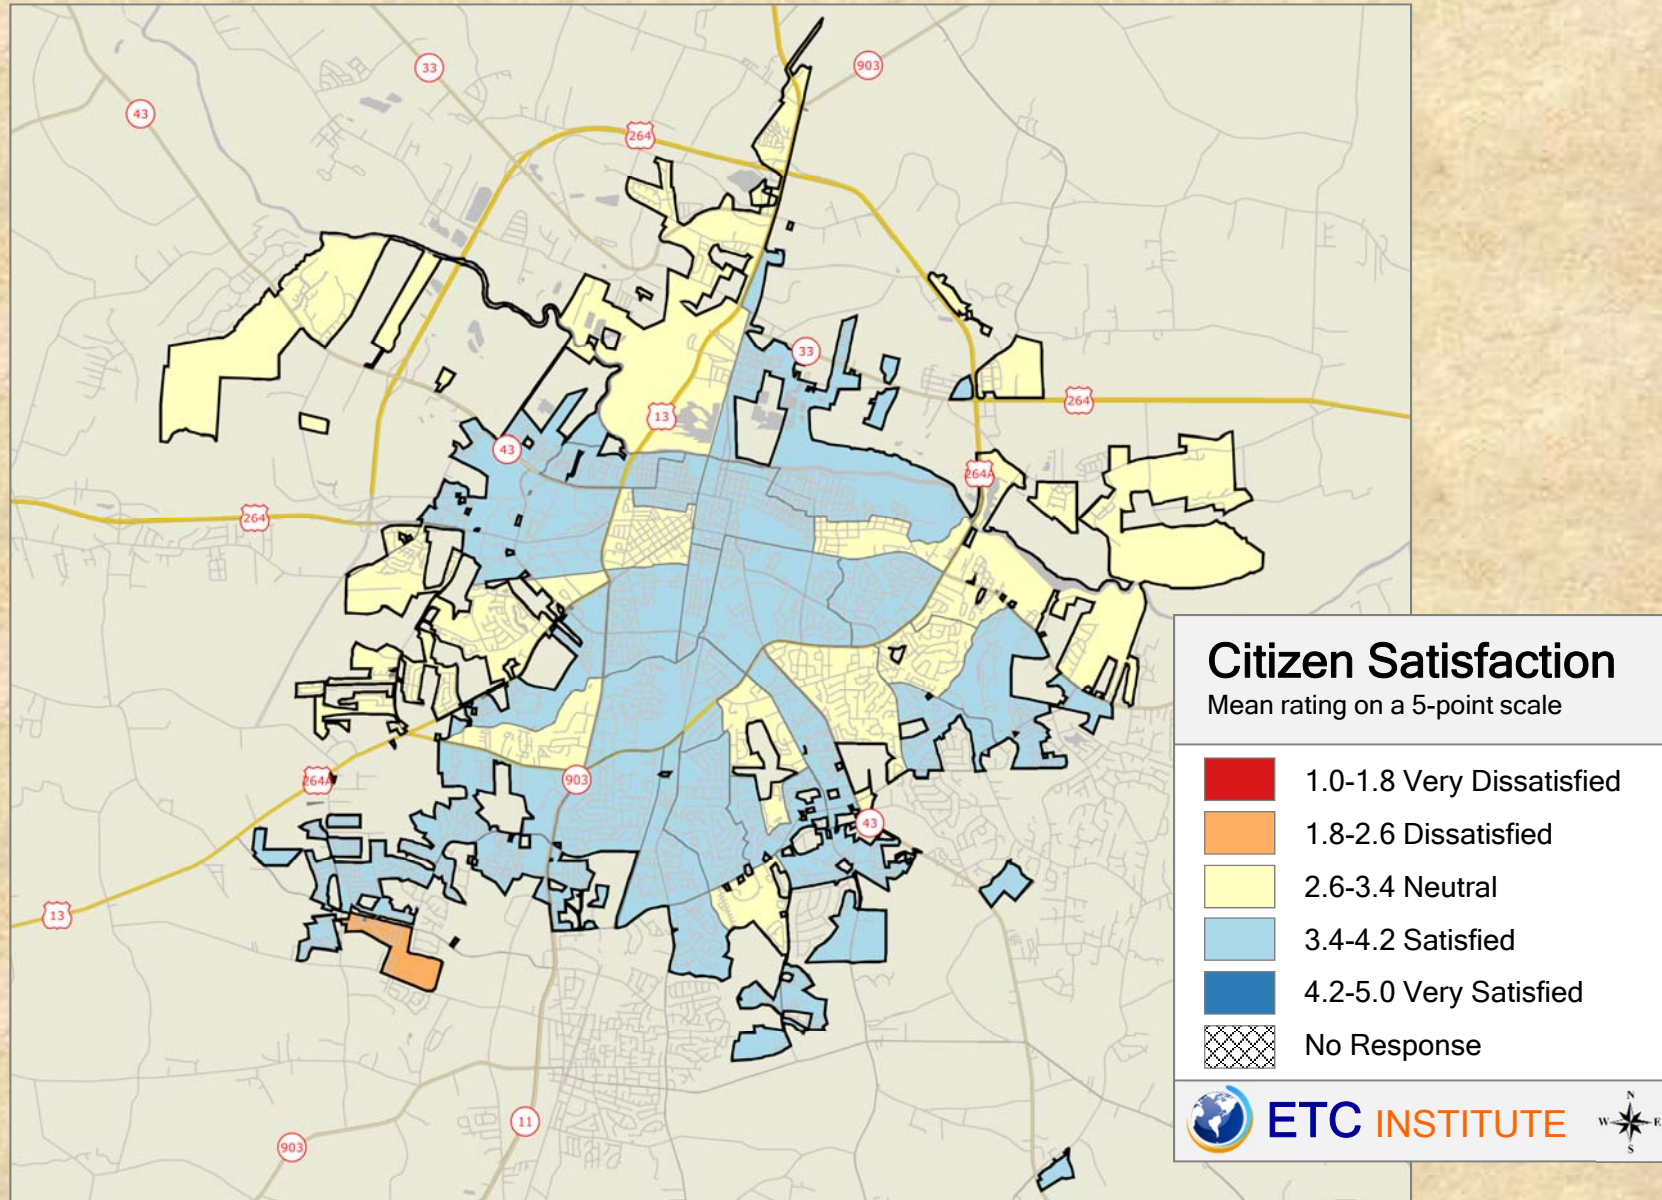 33
903
43
264
33
264
13
43
264A
264
903
264A
43
13
11
903
Citizen Satisfaction
Mean rating on a 5-point scale
1.0-1.8 Very Dissatisfied
1.8-2.6 Dissatisfied
2.6-3.4 Neutral
3.4-4.2 Satisfied
4.2-5.0 Very Satisfied
No Response
ETC INSTITUTE
N
W E
S